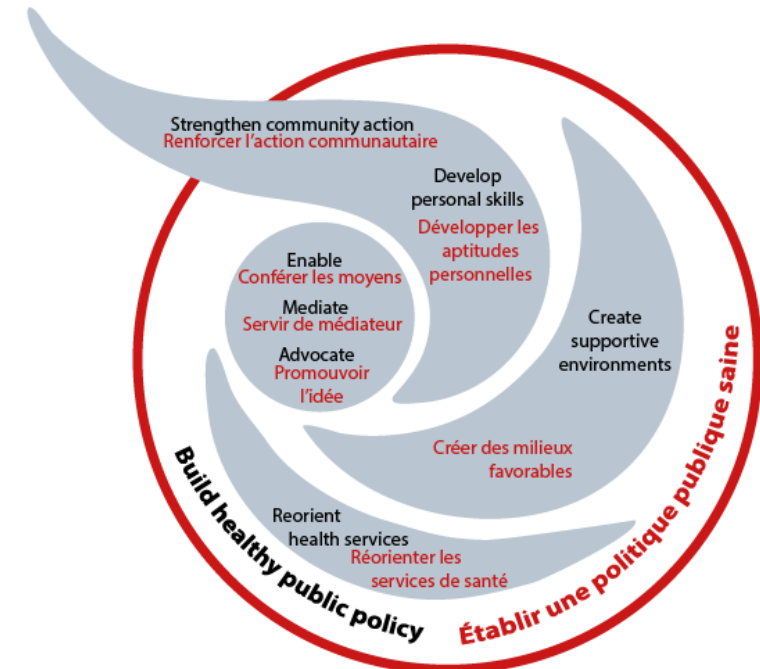 Strengthen community action
Renforcer l'action communautaire
Develop
personal skills
Développer les
aptitudes
personnelles
Enable
Conférer les moyens
Mediate
Servir de médiateur
Advocate
Promouvoir
l'idée
Create
supportive
environments
Créer des milieux
favorables
Reorient
health services
Réorienter les
services de santé
Build healthy public policy
Établir une politique publique saine